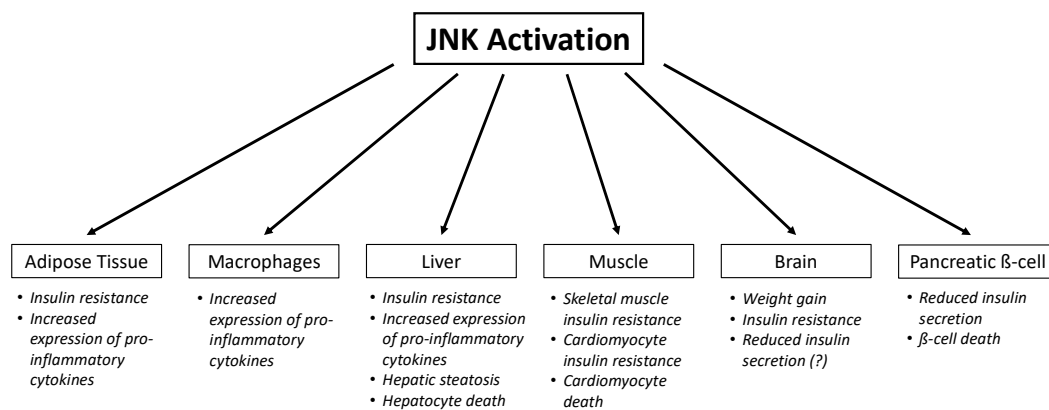 JNK Activation
Adipose Tissue
• Insulin resistance
• Increased
expression of pro-
inflammatory
cytokines
Macrophages
• Increased
expression of pro-
inflammatory
cytokines
Liver
• Insulin resistance
• Increased expression
of pro-inflammatory
cytokines
• Hepatic steatosis
• Hepatocyte death
Muscle
• Skeletal muscle
insulin resistance
• Cardiomyocyte
insulin resistance
• Cardiomyocyte
death
Brain
• Weight gain
• Insulin resistance
• Reduced insulin
secretion (?)
Pancreatic ß-cell
• Reduced insulin
secretion
• ß-cell death